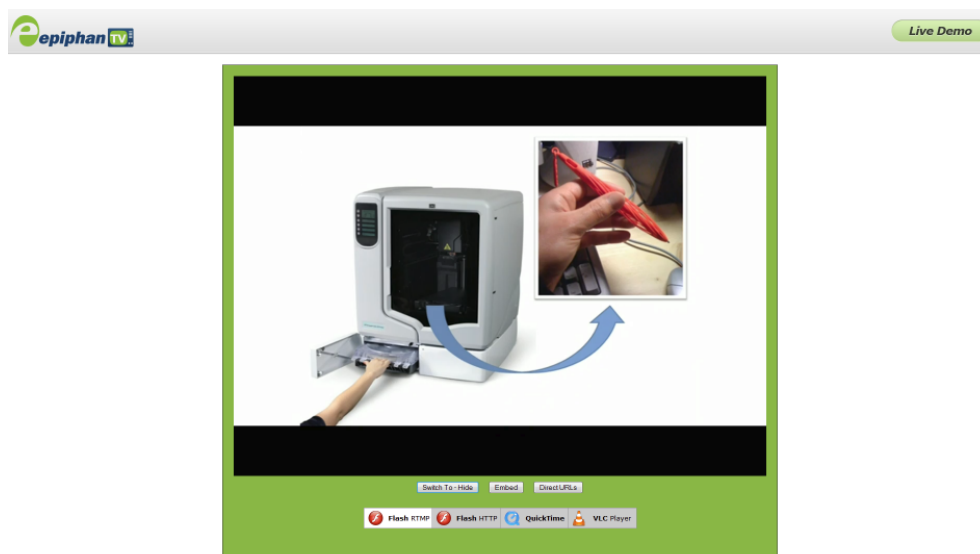 epiphan TV
Live Demo
Switch To - Hide
Embed
Direct URLs
Flash RTMP
Flash HTTP
QuickTime
VLC Player